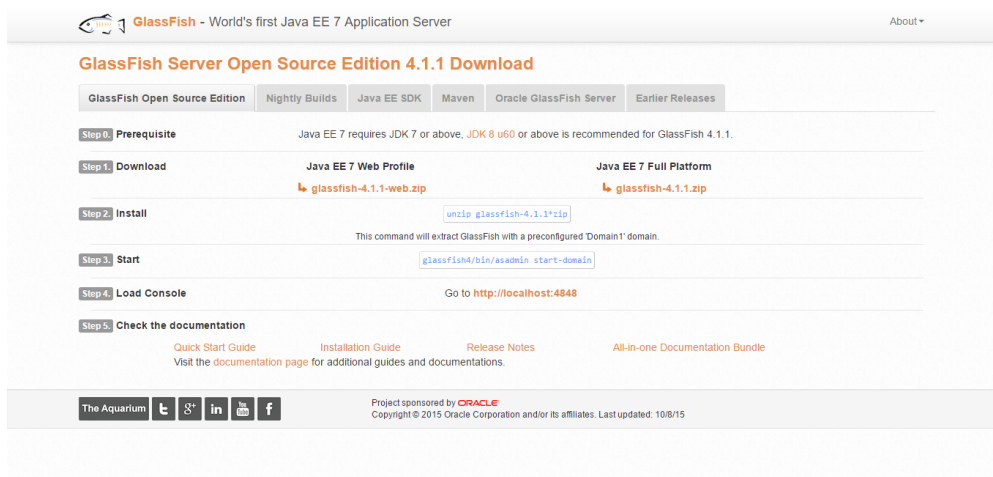 GlassFish - World's first Java EE 7 Application Server
About
GlassFish Server Open Source Edition 4.1.1 Download
GlassFish Open Source Edition
Nightly Builds
Java EE SDK
Maven
Oracle GlassFish Server
Earlier Releases
Step 0. Prerequisite
Java EE 7 requires JDK 7 or above, JDK 8 u60 or above is recommended for GlassFish 4.1.1.
Step 1. Download
Java EE 7 Web Profile
Java EE 7 Full Platform
glassfish-4.1.1-web.zip
glassfish-4.1.1.zip
Step 2. Install
unzip glassfish-4.1.1*zip
This command will extract GlassFish with a preconfigured 'Domain1' domain.
Step 3. Start
glassfish4/bin/asadmin start-domain
Step 4. Load Console
Go to http://localhost:4848
Step 5. Check the documentation
Quick Start Guide
Installation Guide
Release Notes
All-in-one Documentation Bundle
Visit the documentation page for additional guides and documentations.
The Aquarium
g+
in
You Tube
f
Project sponsored by ORACLE
Copyright © 2015 Oracle Corporation and/or its affiliates. Last updated: 10/8/15